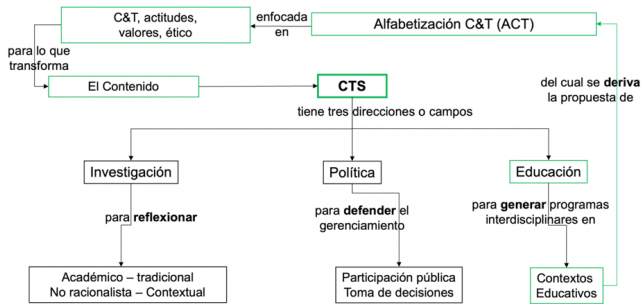 C&T, actitudes,
valores, ético
enfocada
en
Alfabetización C&T (ACT)
para lo que
transforma
El Contenido
CTS
del cual se deriva
la propuesta de
tiene tres direcciones o campos
Investigación
Política
Educación
para reflexionar
para defender el
gerenciamiento
para generar programas
interdisciplinares en
Académico – tradicional
No racionalista – Contextual
Participación pública
Toma de decisiones
Contextos
Educativos